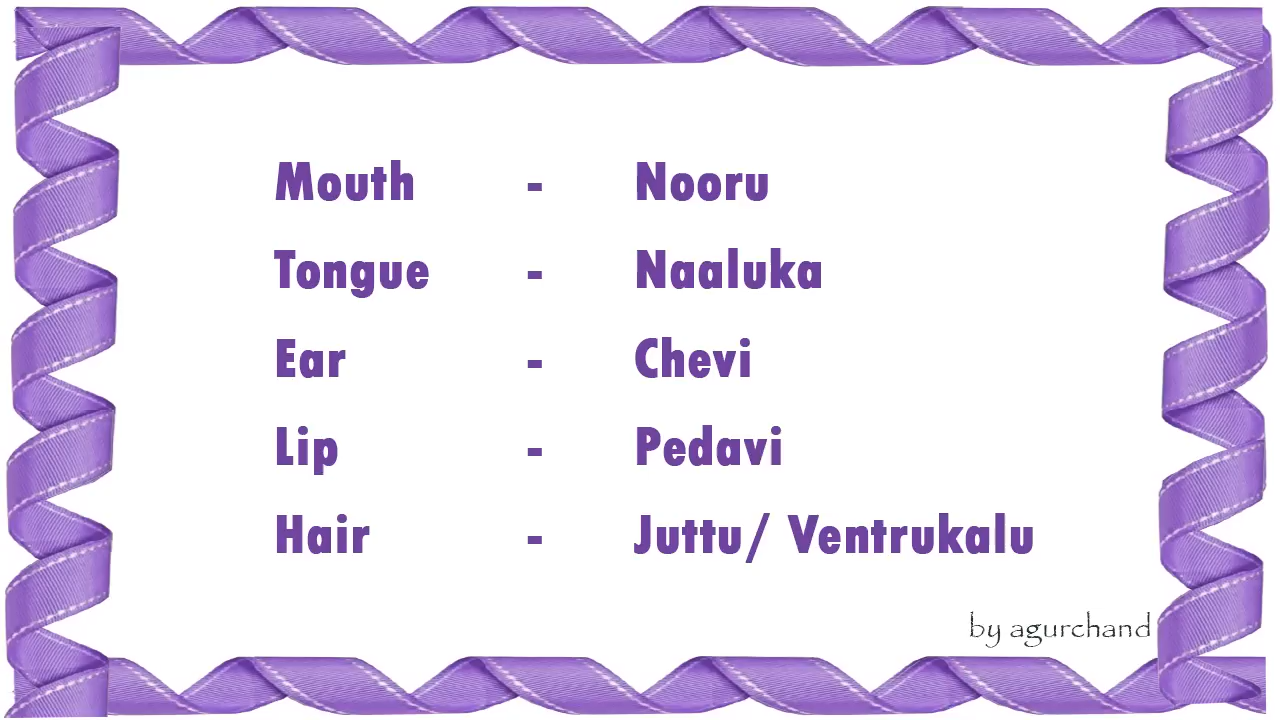 Mouth - Nooru
Tongue - Naaluka
Ear - Chevi
Lip - Pedavi
Hair - Juttu/ Ventrukalu
by agurchand